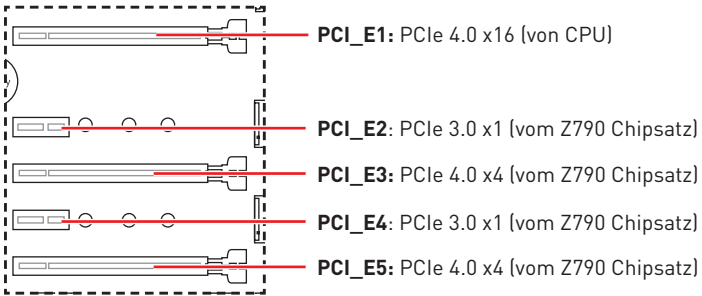 PCI_E1: PCIe 4.0 x16 (von CPU)
PCI_E2: PCIe 3.0 x1 (vom Z790 Chipsatz)
PCI_E3: PCIe 4.0 x4 (vom Z790 Chipsatz)
PCI_E4: PCIe 3.0 x1 (vom Z790 Chipsatz)
PCI_E5: PCIe 4.0 x4 (vom Z790 Chipsatz)